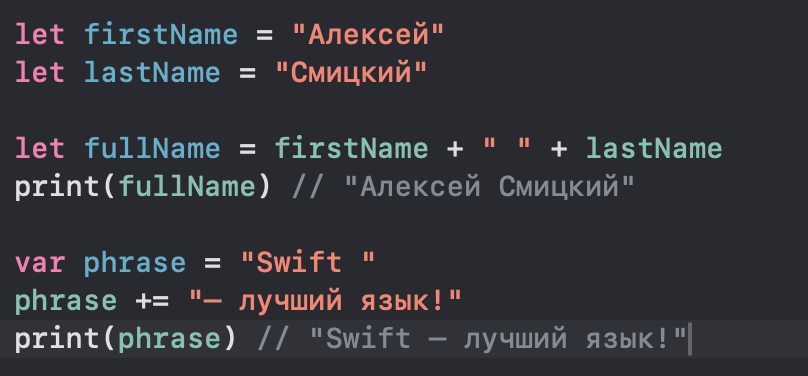 let firstName = "Алексей"
let lastName = "Смицкий"
let fullName = firstName + " " + lastName
print(fullName) // "Алексей Смицкий"
var phrase = "Swift "
phrase += "— лучший язык!"
print(phrase) // "Swift — лучший язык!"